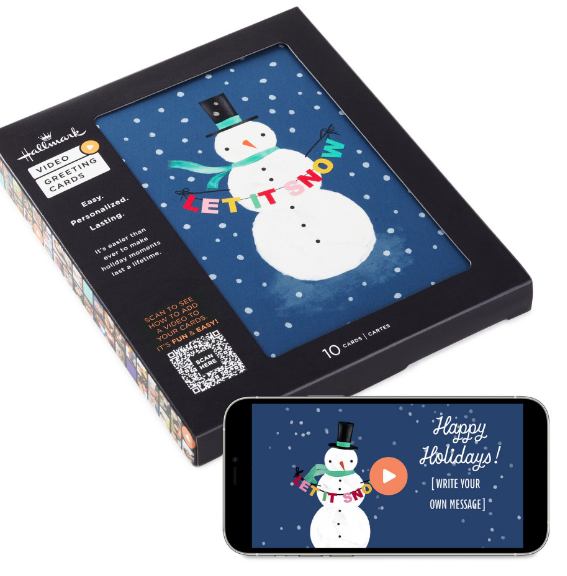 Hallmark
VIDEO
GREETING
CARDS
Easy.
Personalized.
Lasting.
It's easier than
ever to make
holiday moments
last a lifetime.
SCAN TO SEE
HOW TO ADD
A VIDEO TO
YOUR CARDS.
IT'S FUN & EASY!
SCAN
HERE
LET IT SNOW
10 CARDS | CARTES
LET IT SNO
Happy
Holidays!
[WRITE YOUR
OWN MESSAGE]